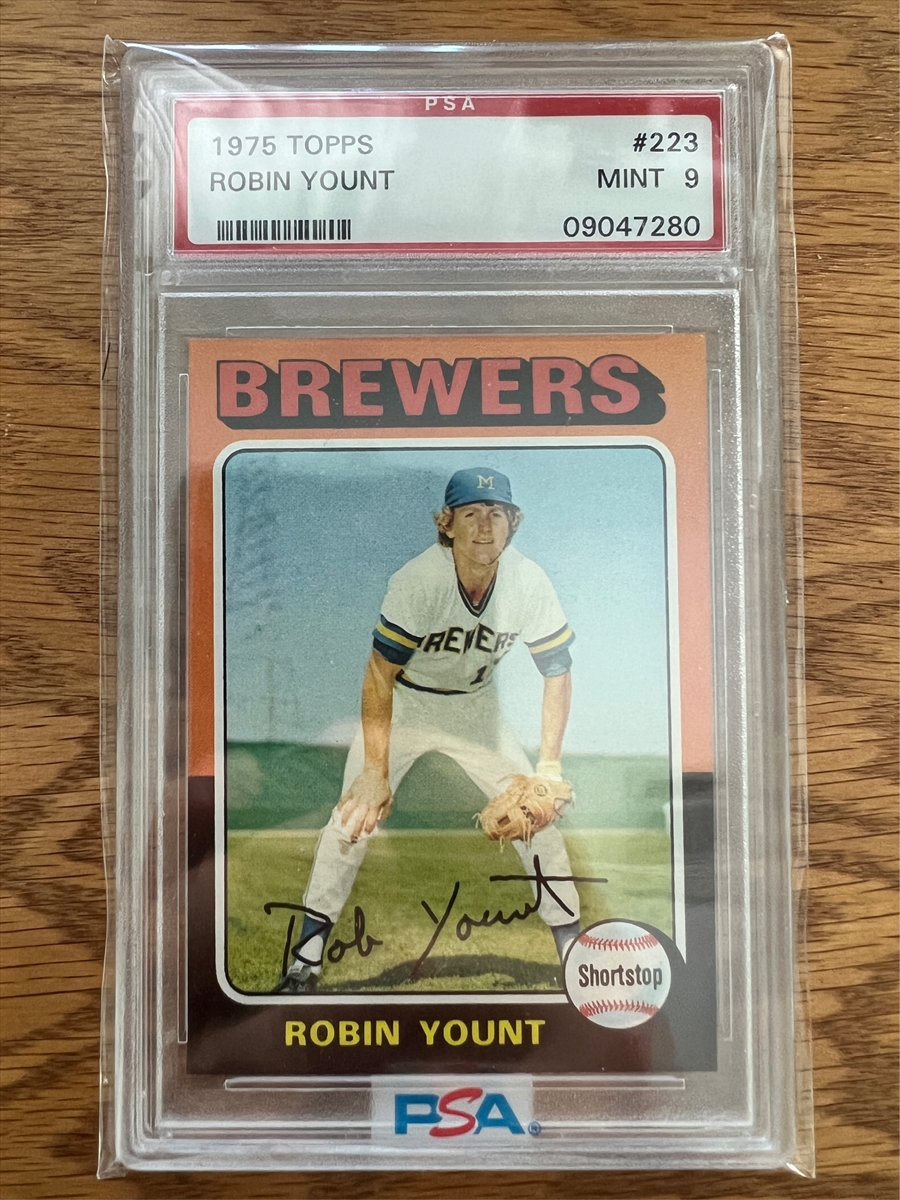 PSA
1975 TOPPS #223
ROBIN YOUNT MINT 9
09047280
BREWERS
M
BREWERS
Rob Yount
Shortstop
ROBIN YOUNT
PSA®